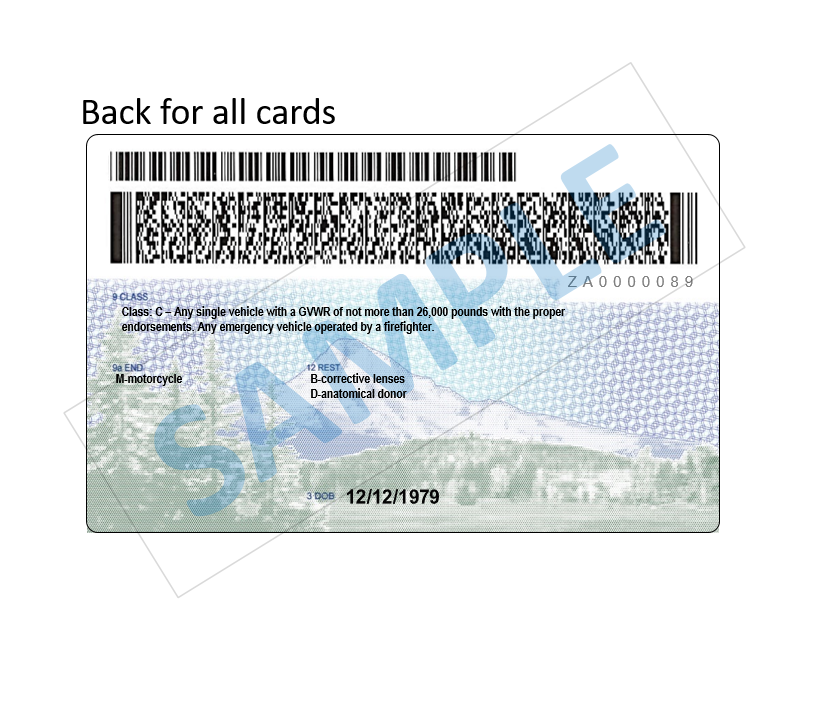 Back for all cards
ZA0000089
9 CLASS
Class: C – Any single vehicle with a GVWR of not more than 26,000 pounds with the proper
endorsements. Any emergency vehicle operated by a firefighter.
9a END
M-motorcycle
12 REST
B-corrective lenses
D-anatomical donor
3 DOB 12/12/1979
SAMPLE